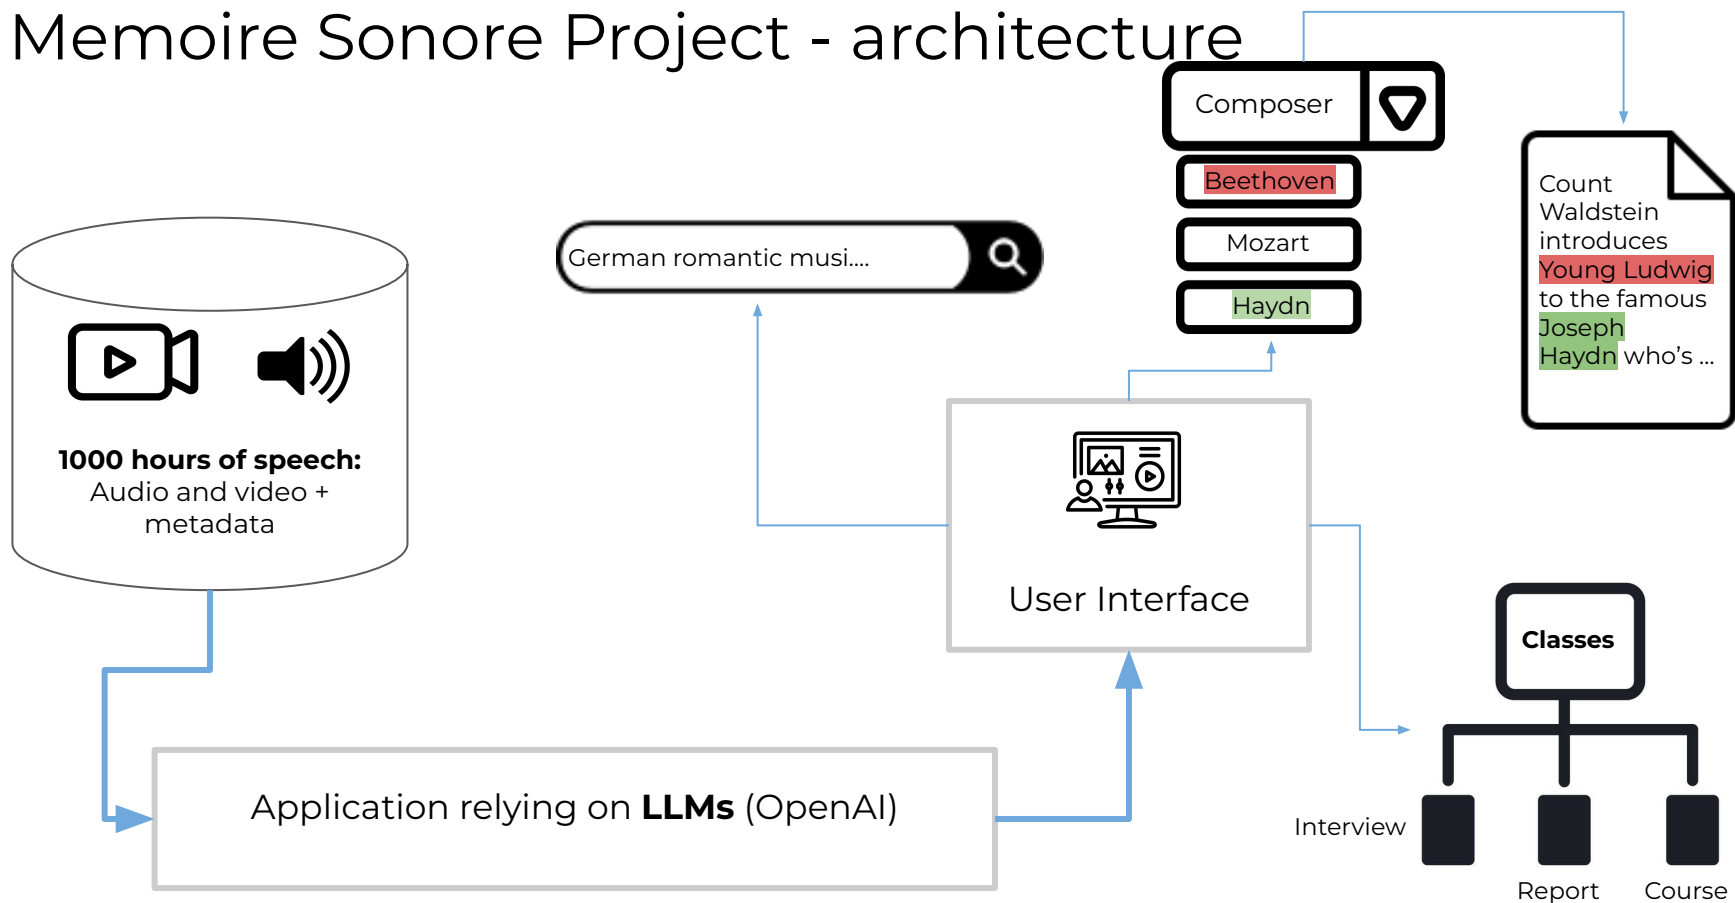 Memoire Sonore Project - architecture
Composer
Beethoven
Mozart
Haydn
Count
Waldstein
introduces
Young Ludwig
to the famous
Joseph
Haydn who’s ...
German romantic musi....
1000 hours of speech:
Audio and video +
metadata
User Interface
Classes
Interview
Report
Course
Application relying on LLMs (OpenAI)